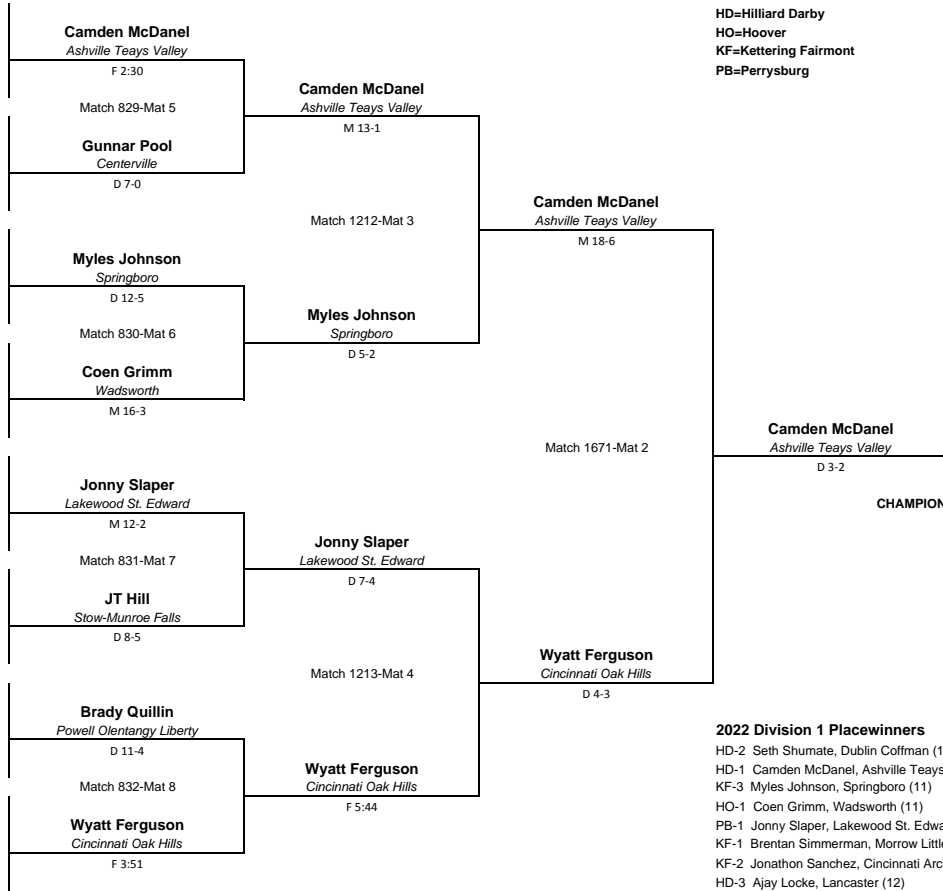 HD=Hilliard Darby
HO=Hoover
KF=Kettering Fairmont
PB=Perrysburg
Camden McDanel
Ashville Teays Valley
F 2:30
Match 829-Mat 5
Gunnar Pool
Centerville
D 7-0
Myles Johnson
Springboro
D 12-5
Match 830-Mat 6
Coen Grimm
Wadsworth
M 16-3
Jonny Slaper
Lakewood St. Edward
M 12-2
Match 831-Mat 7
JT Hill
Stow-Munroe Falls
D 8-5
Brady Quillin
Powell Olentangy Liberty
D 11-4
Match 832-Mat 8
Wyatt Ferguson
Cincinnati Oak Hills
F 3:51
Camden McDanel
Ashville Teays Valley
M 13-1
Match 1212-Mat 3
Myles Johnson
Springboro
D 5-2
Jonny Slaper
Lakewood St. Edward
D 7-4
Match 1213-Mat 4
Wyatt Ferguson
Cincinnati Oak Hills
F 5:44
Camden McDanel
Ashville Teays Valley
M 18-6
Match 1671-Mat 2
Wyatt Ferguson
Cincinnati Oak Hills
D 4-3
Camden McDanel
Ashville Teays Valley
D 3-2
CHAMPION
2022 Division 1 Placewinners
HD-2 Seth Shumate, Dublin Coffman (1
HD-1 Camden McDanel, Ashville Teays
KF-3 Myles Johnson, Springboro (11)
HO-1 Coen Grimm, Wadsworth (11)
PB-1 Jonny Slaper, Lakewood St. Edwa
KF-1 Brentan Simmerman, Morrow Little
KF-2 Jonathon Sanchez, Cincinnati Arc
HD-3 Ajay Locke, Lancaster (12)